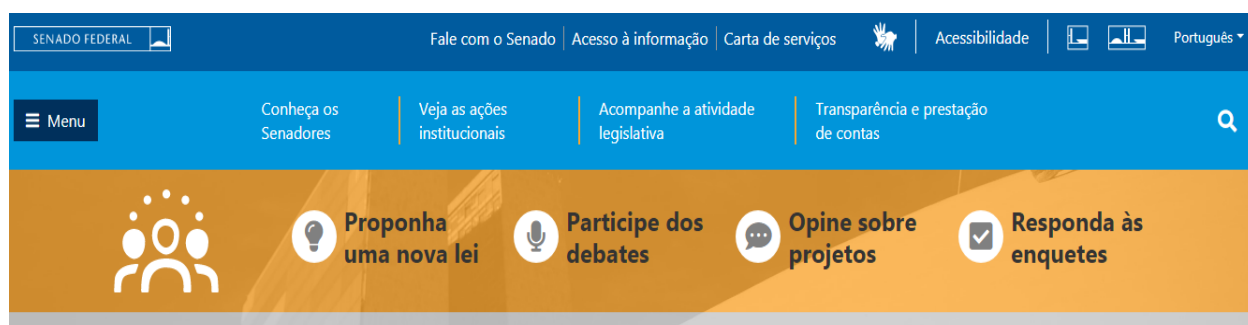 SENADO FEDERAL
Fale com o Senado
Acesso à informação
Carta de serviços
Acessibilidade
Português
Menu
Conheça os
Senadores
Veja as ações
institucionais
Acompanhe a atividade
legislativa
Transparência e prestação
de contas
Proponha
uma nova lei
Participe dos
debates
Opine sobre
projetos
Responda às
enquetes